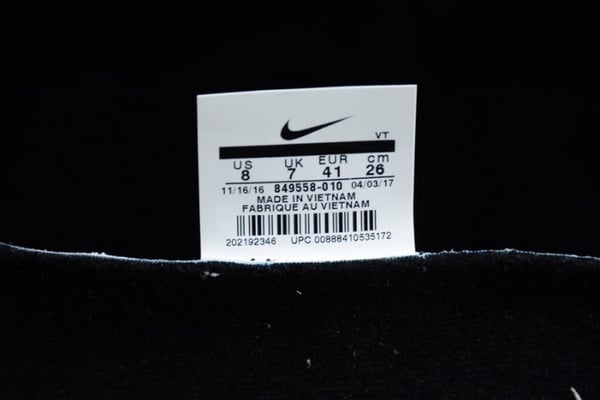 VT
US UK EUR cm
8 7 41 26
11/16/16 849558-010 04/03/17
MADE IN VIETNAM
FABRIQUE AU VIETNAM
202192346 UPC 00888410535172